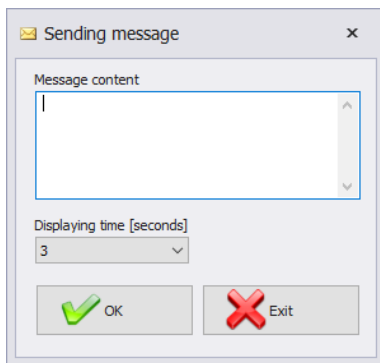 Sending message
Message content
Displaying time [seconds]
3
OK
Exit